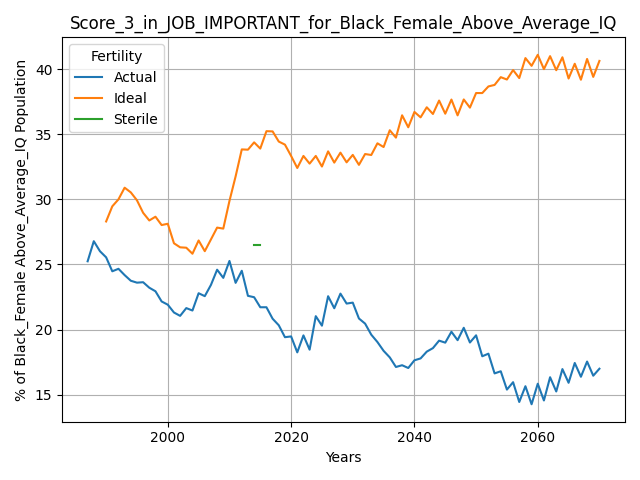 Score_3_in_JOB_IMPORTANT_for_Black_Female_Above_Average_IQ
% of Black_Female Above_Average_IQ Population
40
35
30
25
20
15
Fertility
Actual
Ideal
Sterile
2000
2020
2040
2060
Years